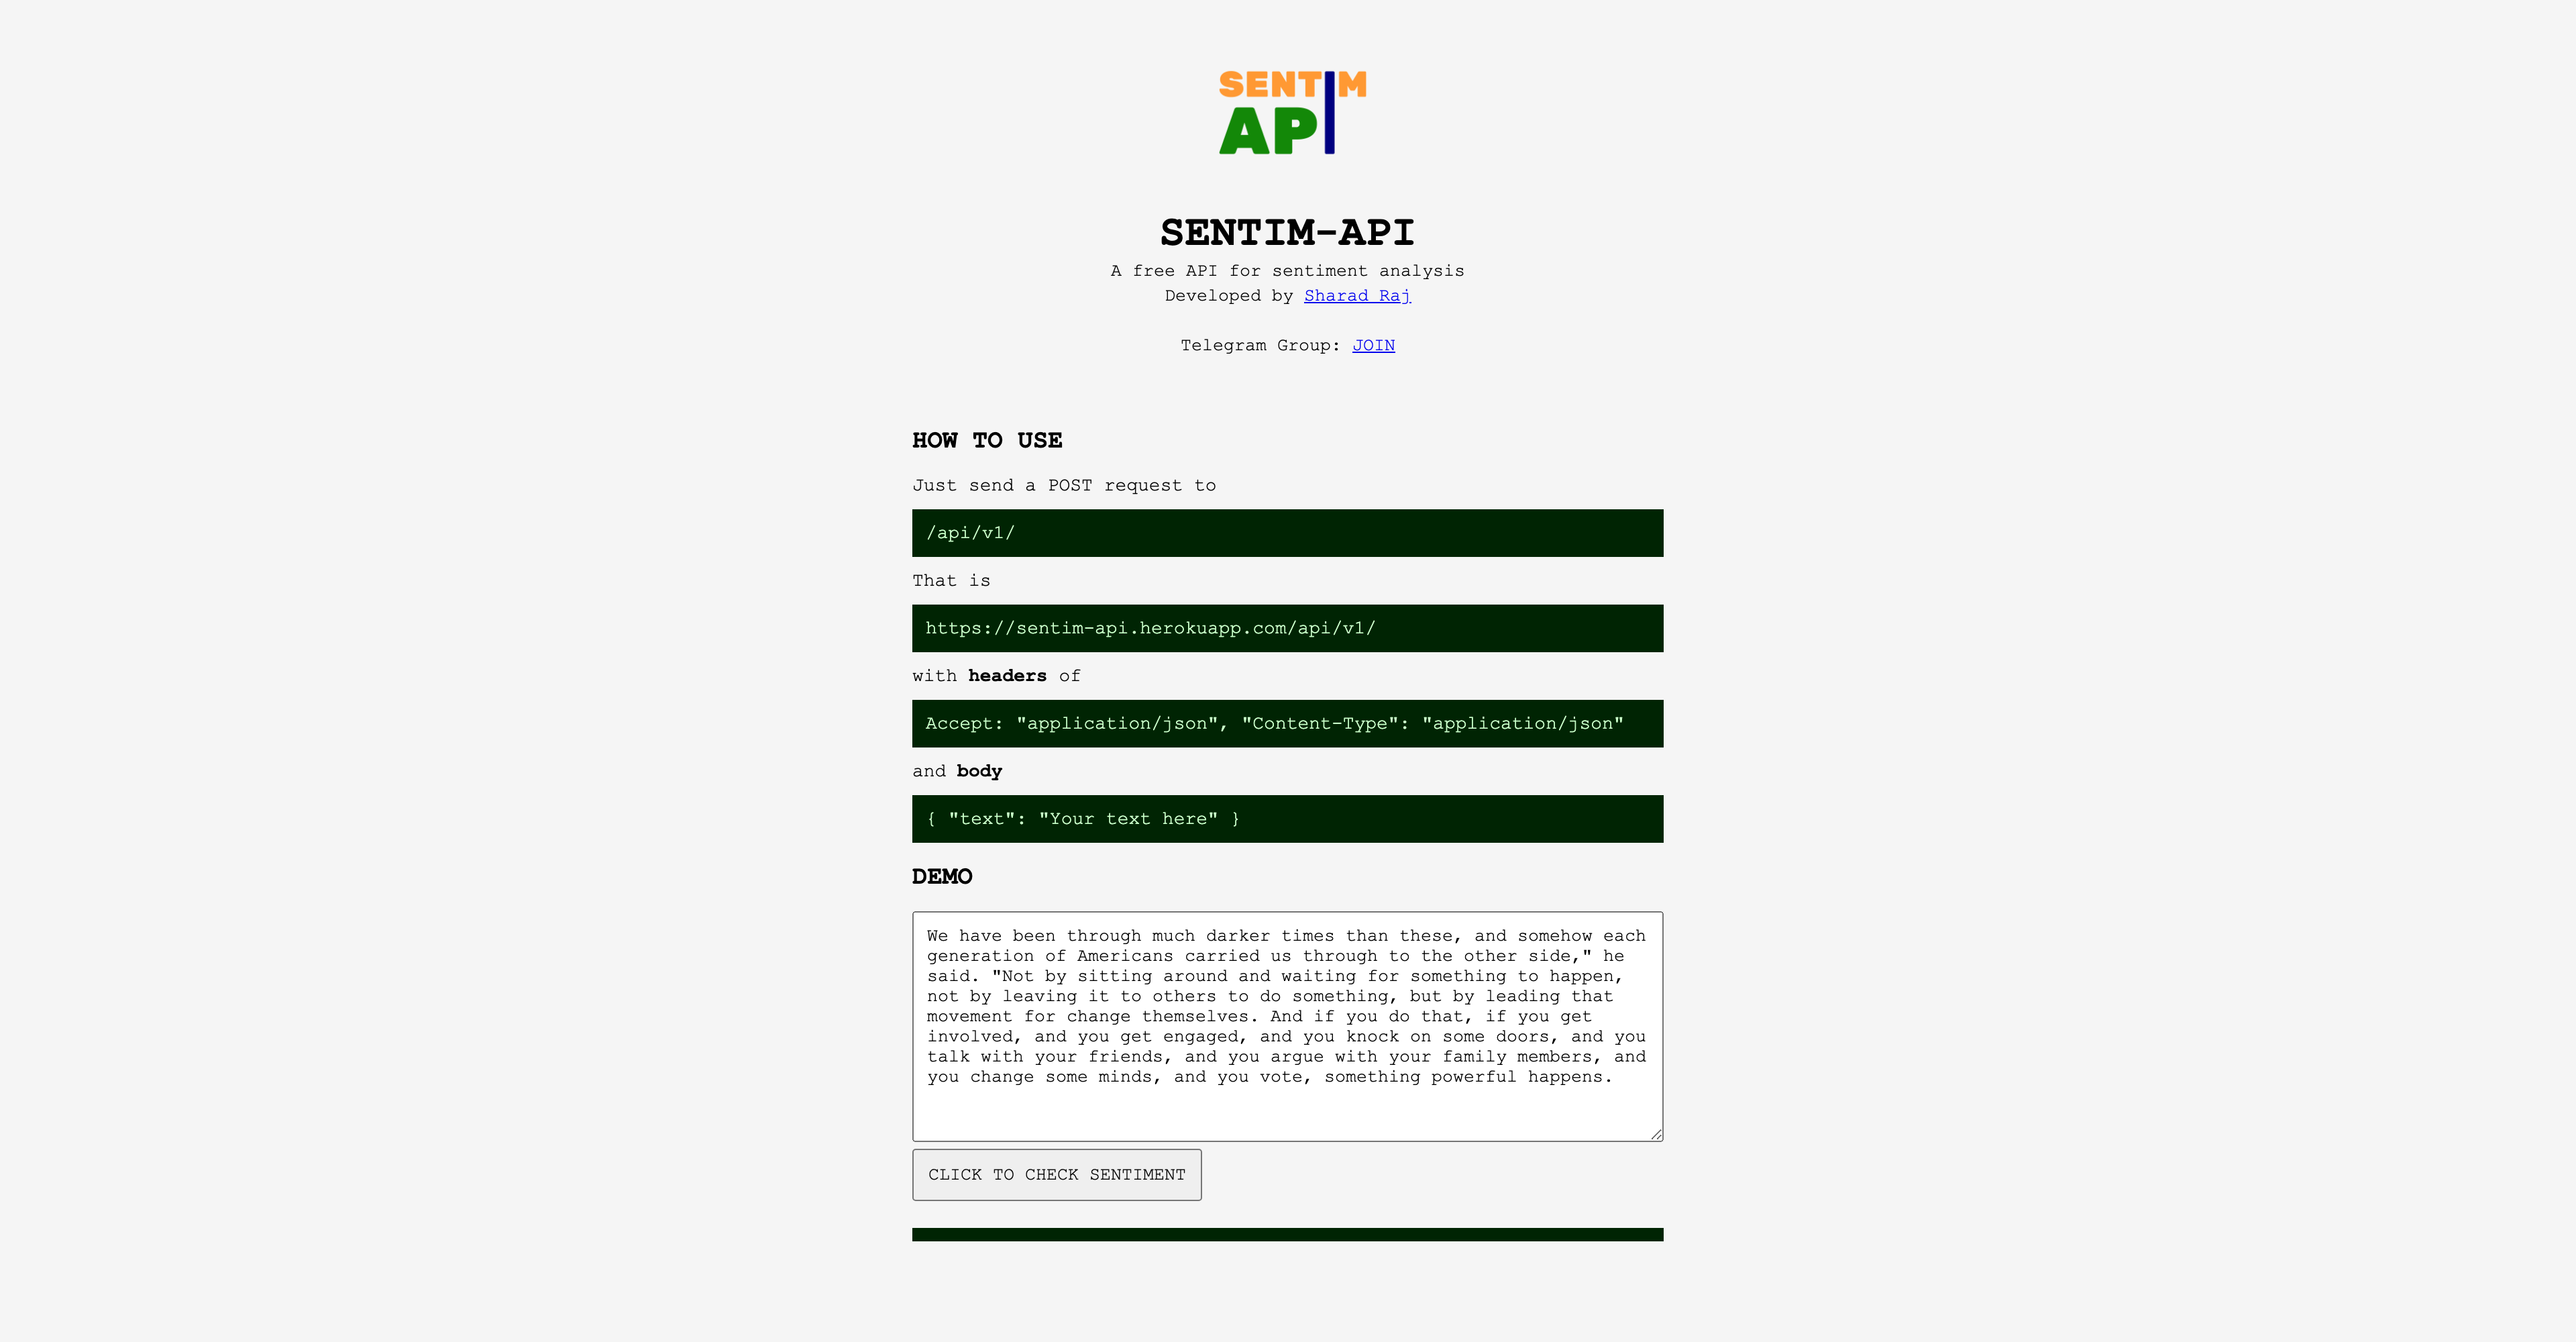 SENTIM
API
SENTIM-API
A free API for sentiment analysis
Developed by Sharad Raj
Telegram Group: JOIN
HOW TO USE
Just send a POST request to
/api/v1/
That is
https://sentim-api.herokuapp.com/api/v1/
with headers of
Accept: "application/json", "Content-Type": "application/json"
and body
{ "text": "Your text here" }
DEMO
We have been through much darker times than these, and somehow each
generation of Americans carried us through to the other side," he
said. "Not by sitting around and waiting for something to happen,
not by leaving it to others to do something, but by leading that
movement for change themselves. And if you do that, if you get
involved, and you get engaged, and you knock on some doors, and you
talk with your friends, and you argue with your family members, and
you change some minds, and you vote, something powerful happens.
CLICK TO CHECK SENTIMENT